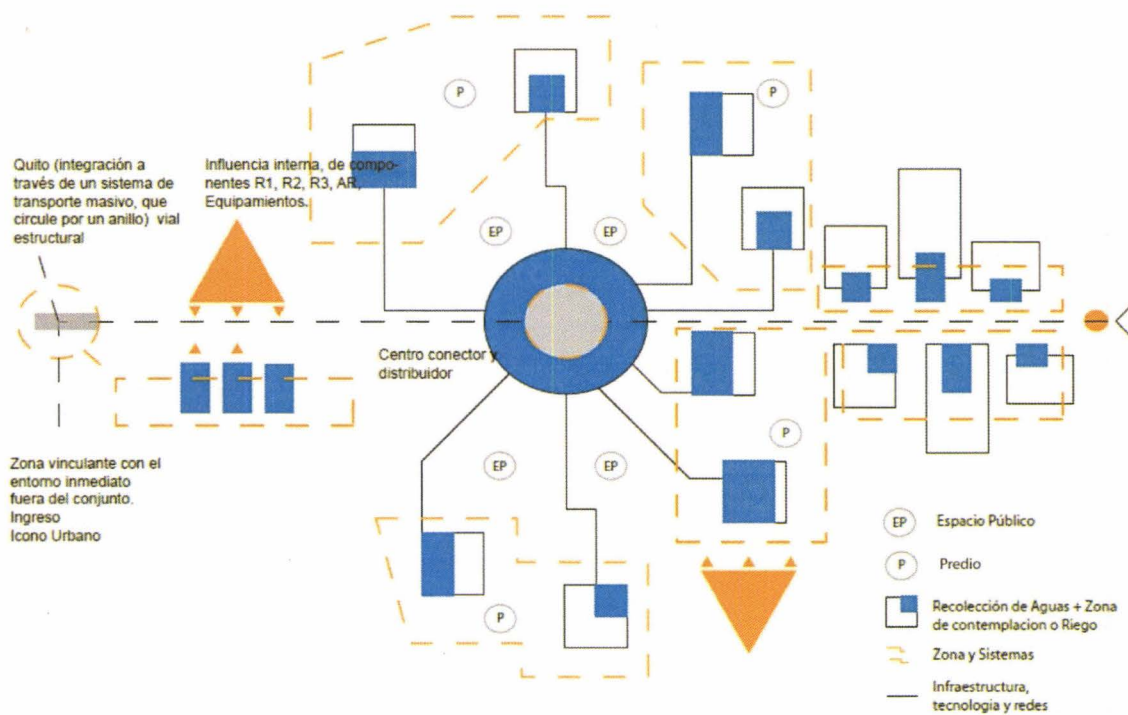 P
P
Quito (integración a
través de un sistema de
transporte masivo, que
circule por un anillo) vial
estructural
Influencia interna, de compo-
nentes R1, R2, R3, AR,
Equipamientos.
EP
EP
Centro conector y
distribuidor
P
Zona vinculante con el
entorno inmediato
fuera del conjunto.
Ingreso
Icono Urbano
EP
EP
P
EP Espacio Público
P Predio
Recolección de Aguas + Zona
de contemplacion o Riego
Zona y Sistemas
Infraestructura,
tecnologia y redes